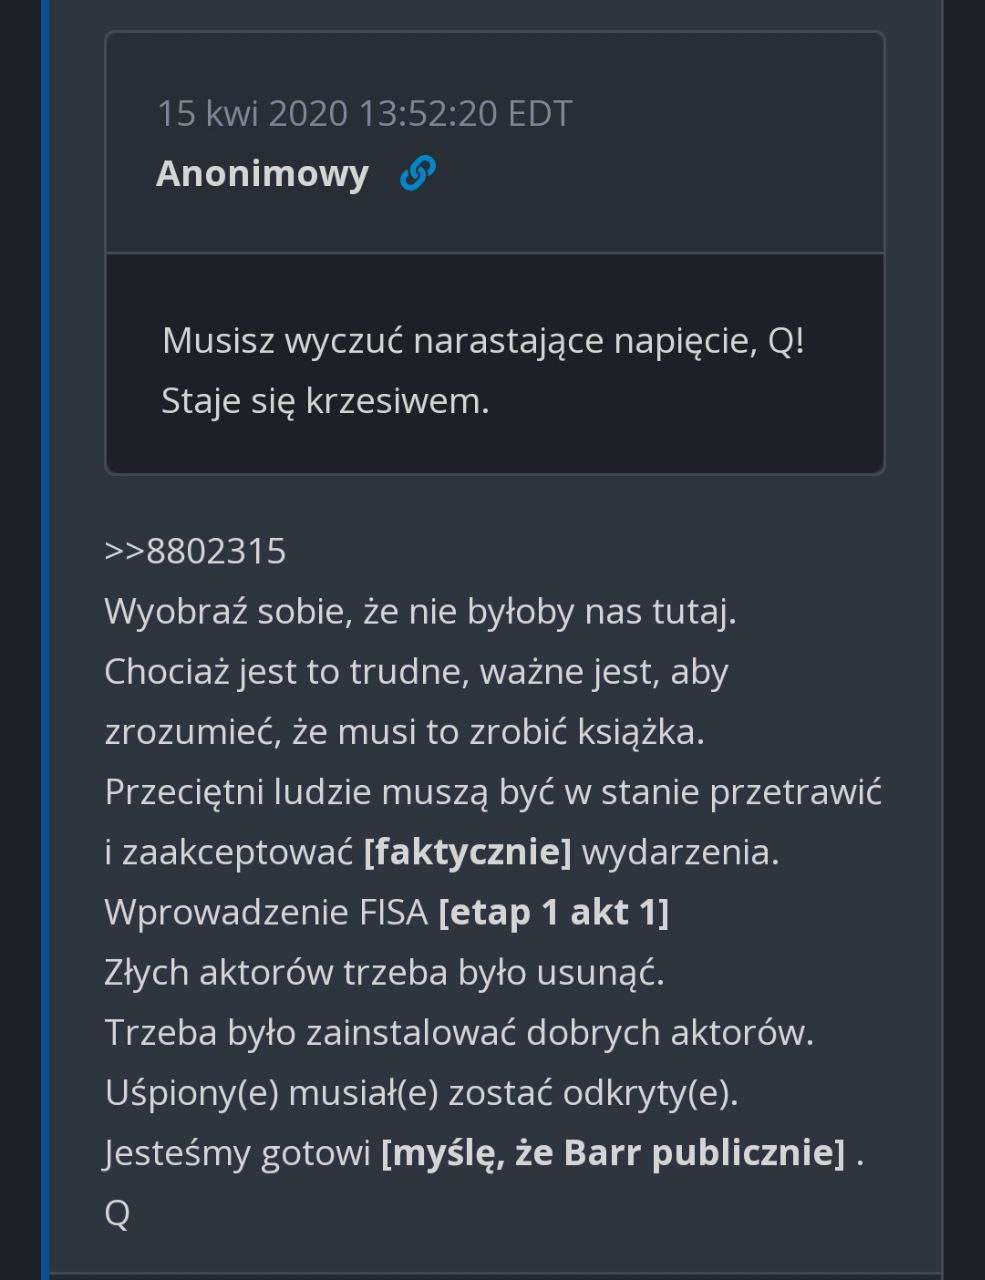 15 kwi 2020 13:52:20 EDT
Anonimowy
Musisz wyczuć narastające napięcie, Q!
Staje się krzesiwem.
>>8802315
Wyobraź sobie, że nie byłoby nas tutaj.
Chociaż jest to trudne, ważne jest, aby
zrozumieć, że musi to zrobić książka.
Przeciętni ludzie muszą być w stanie przetrawić
i zaakceptować [faktycznie] wydarzenia.
Wprowadzenie FISA [etap 1 akt 1]
Złych aktorów trzeba było usunąć.
Trzeba było zainstalować dobrych aktorów.
Uśpiony(e) musiał(e) zostać odkryty(e).
Jesteśmy gotowi [myślę, że Barr publicznie] .
Q